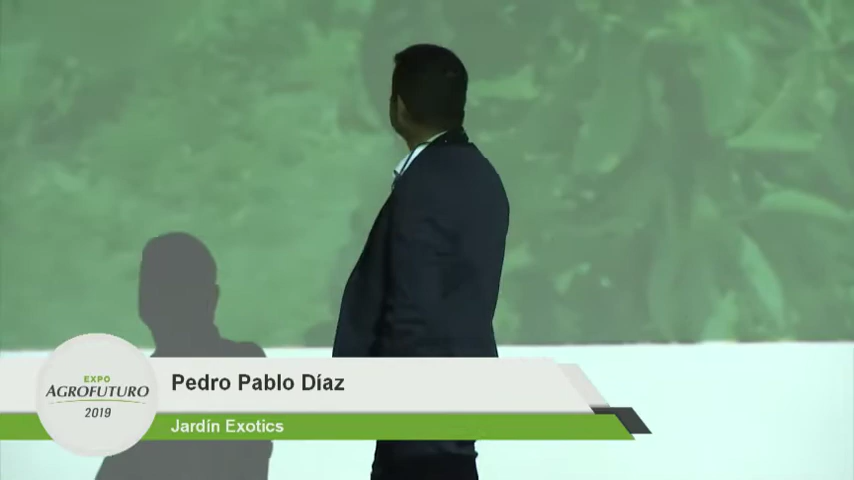 Pedro Pablo Díaz
EXPO
AGROFUTURO
2019
Jardín Exotics